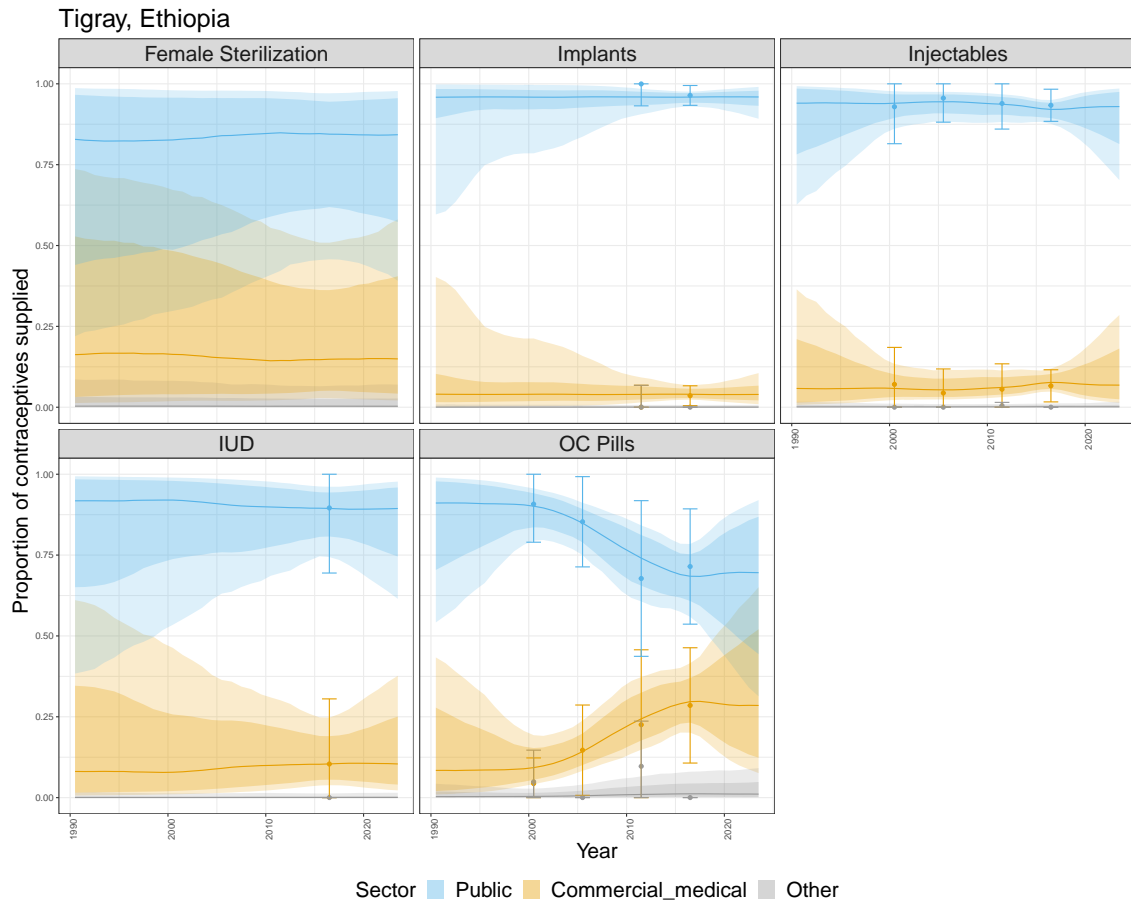 Tigray, Ethiopia
Female Sterilization
Implants
Injectables
1.00
0.75
0.50
0.25
0.00
1990
2000
2010
2020
IUD
OC Pills
1.00
0.75
0.50
0.25
0.00
1990
2000
2010
2020
1990
2000
2010
2020
Proportion of contraceptives supplied
Year
Sector Public Commercial_medical Other